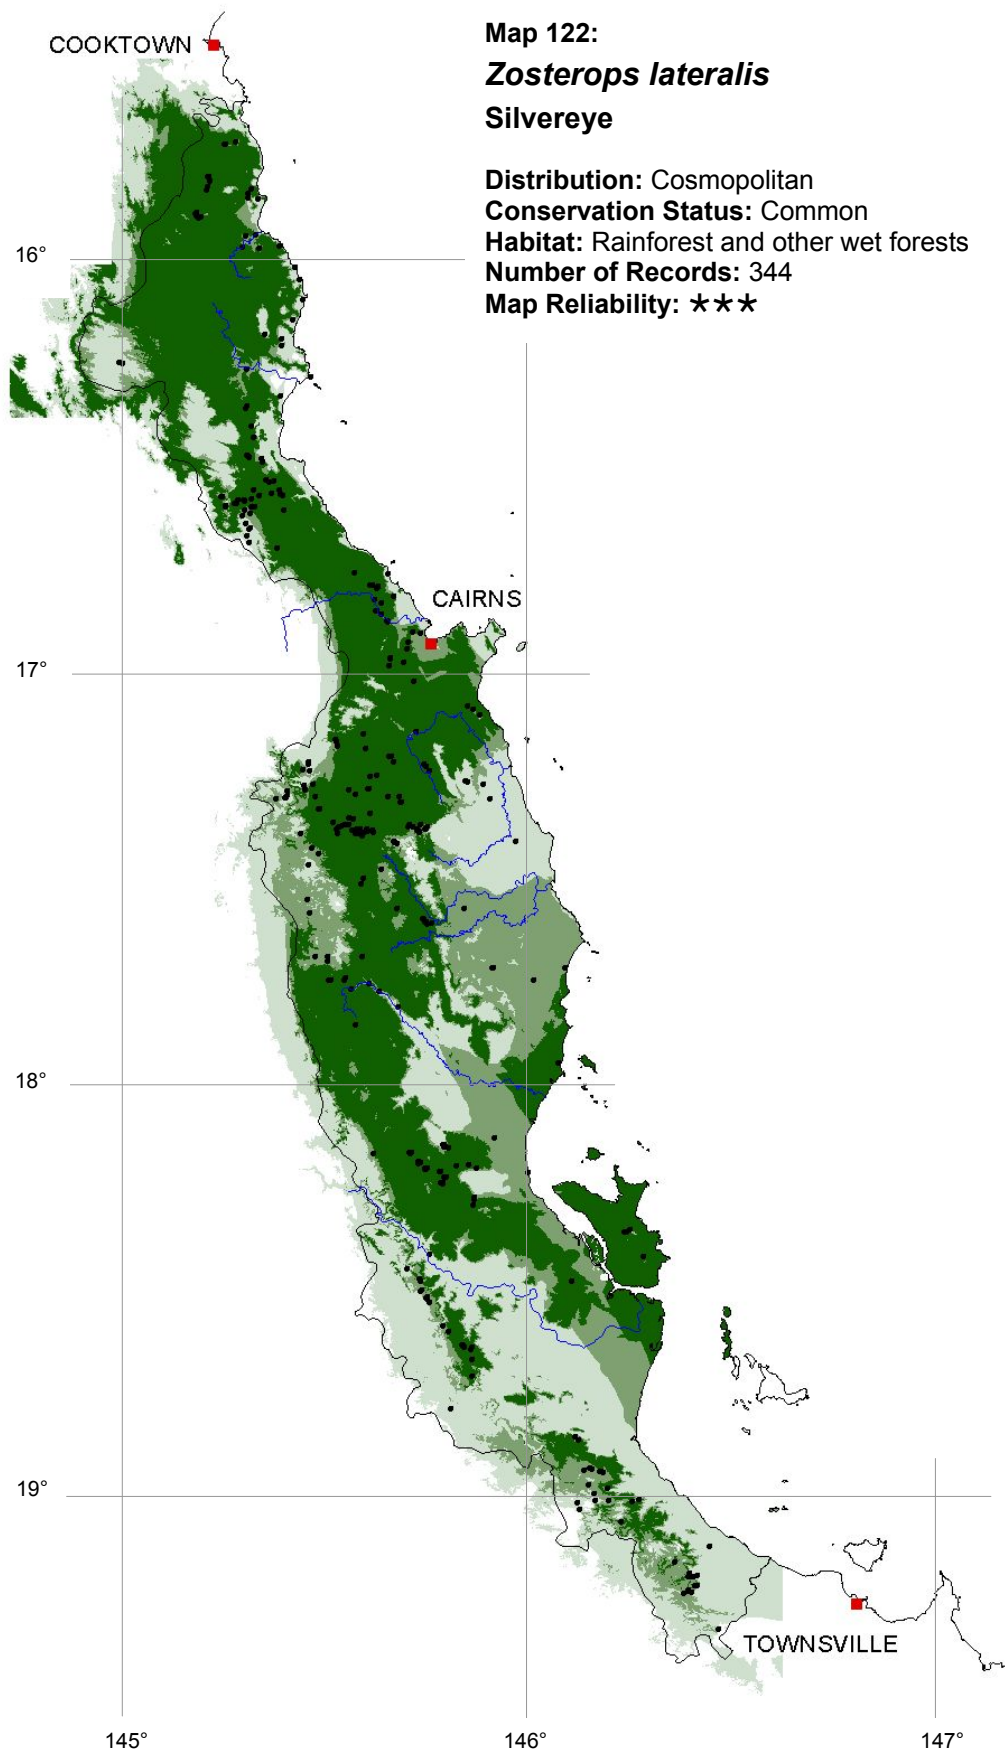 Map 122:
Zosterops lateralis
Silvereye
Distribution: Cosmopolitan
Conservation Status: Common
Habitat: Rainforest and other wet forests
Number of Records: 344
Map Reliability: ***
COOKTOWN
16°
CAIRNS
17°
18°
19°
TOWNSVILLE
145°
146°
147°